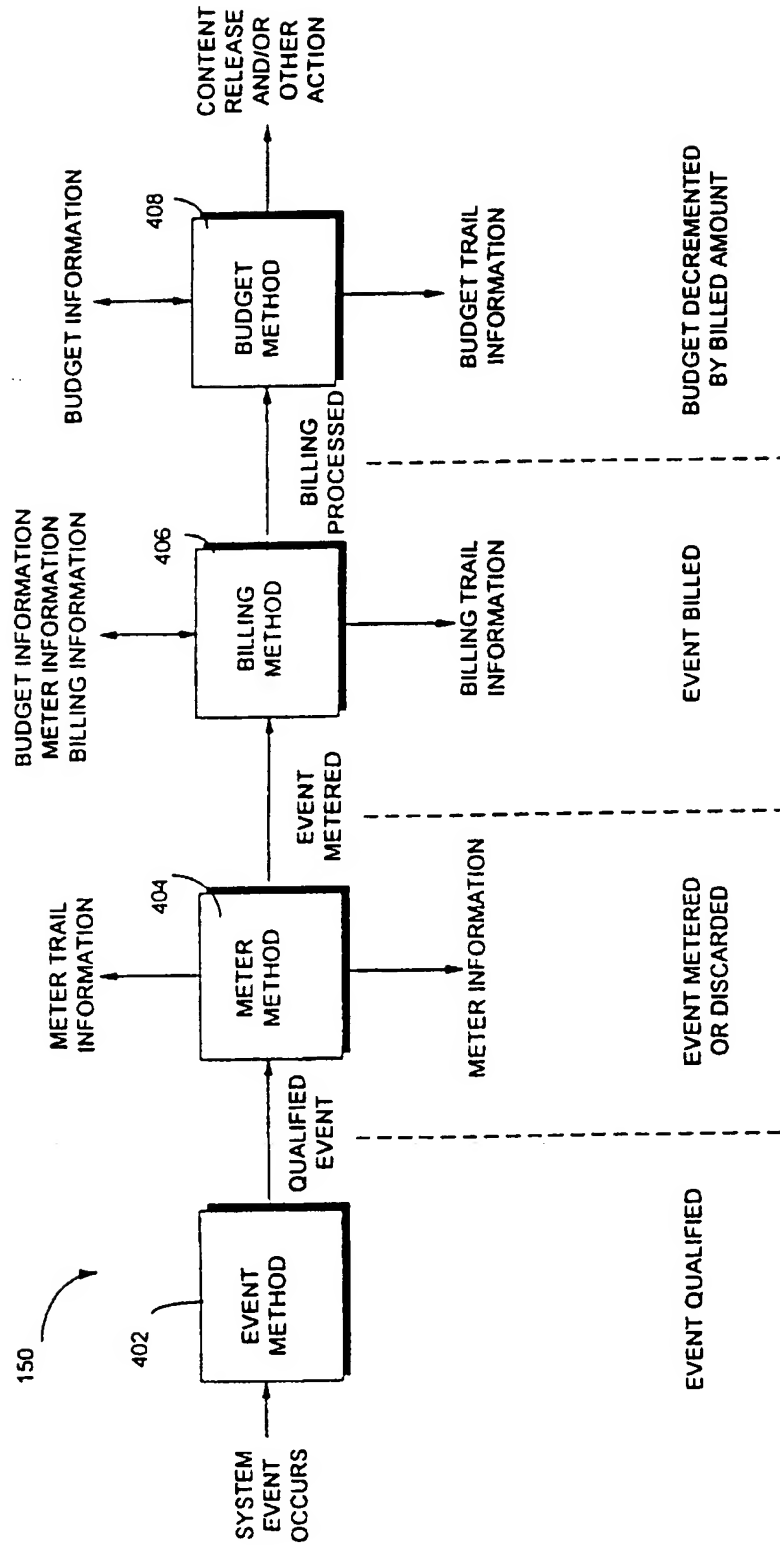 150
SYSTEM
EVENT
OCCURS
402
EVENT
METHOD
QUALIFIED
EVENT
EVENT QUALIFIED
METER TRAIL
INFORMATION
404
METER
METHOD
EVENT
METERED
METER INFORMATION
EVENT METERED
OR DISCARDED
BUDGET INFORMATION
METER INFORMATION
BILLING INFORMATION
406
BILLING
METHOD
BILLING
PROCESSED
BILLING TRAIL
INFORMATION
EVENT BILLED
BUDGET INFORMATION
408
BUDGET
METHOD
CONTENT
RELEASE
AND/OR
OTHER
ACTION
BUDGET TRAIL
INFORMATION
BUDGET DECREMENTED
BY BILLED AMOUNT